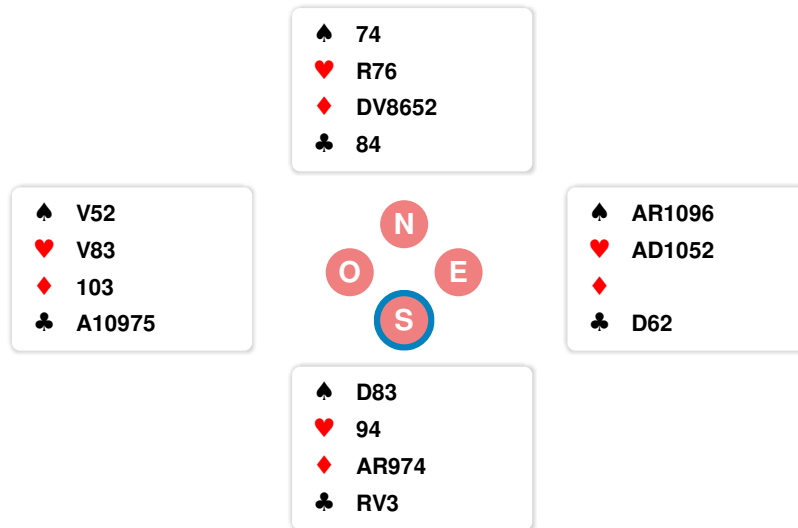 ♠ 74
♥ R76
♦ DV8652
♣ 84
♠ V52
♥ V83
♦ 103
♣ A10975
N
O E
S
♠ AR1096
♥ AD1052
♦
♣ D62
♠ D83
♥ 94
♦ AR974
♣ RV3